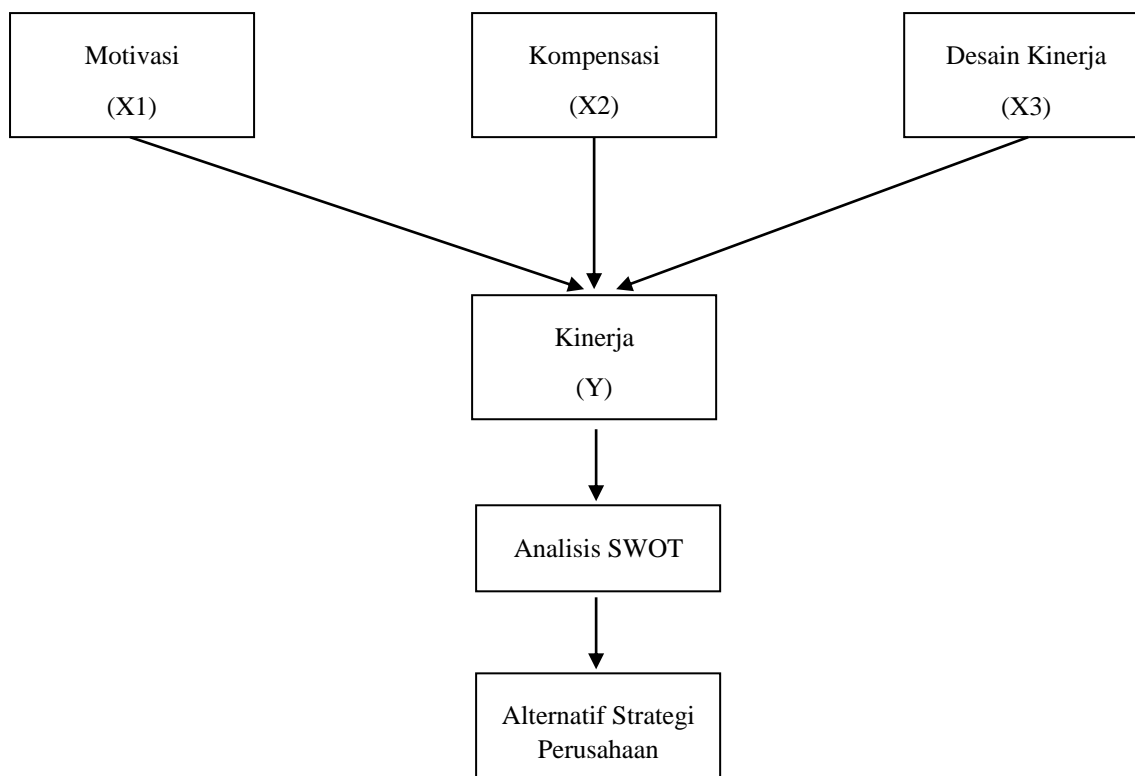 Motivasi
(X1)
Kompensasi
(X2)
Desain Kinerja
(X3)
Kinerja
(Y)
Analisis SWOT
Alternatif Strategi
Perusahaan